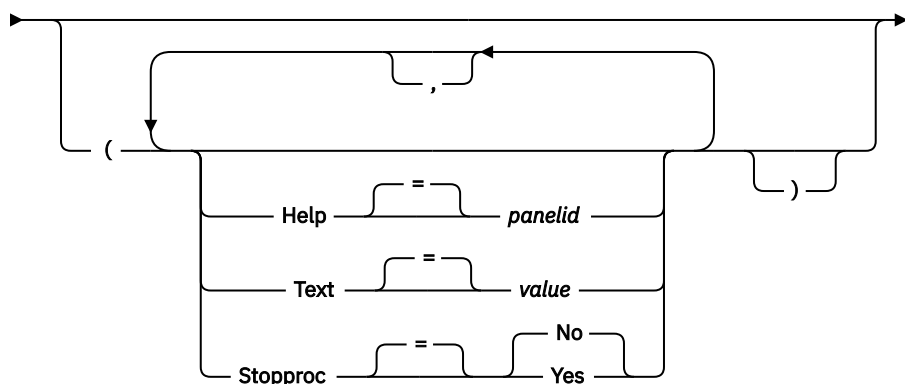 ,
(
)
=
Help panelid
=
Text value
No
=
Stopproc Yes